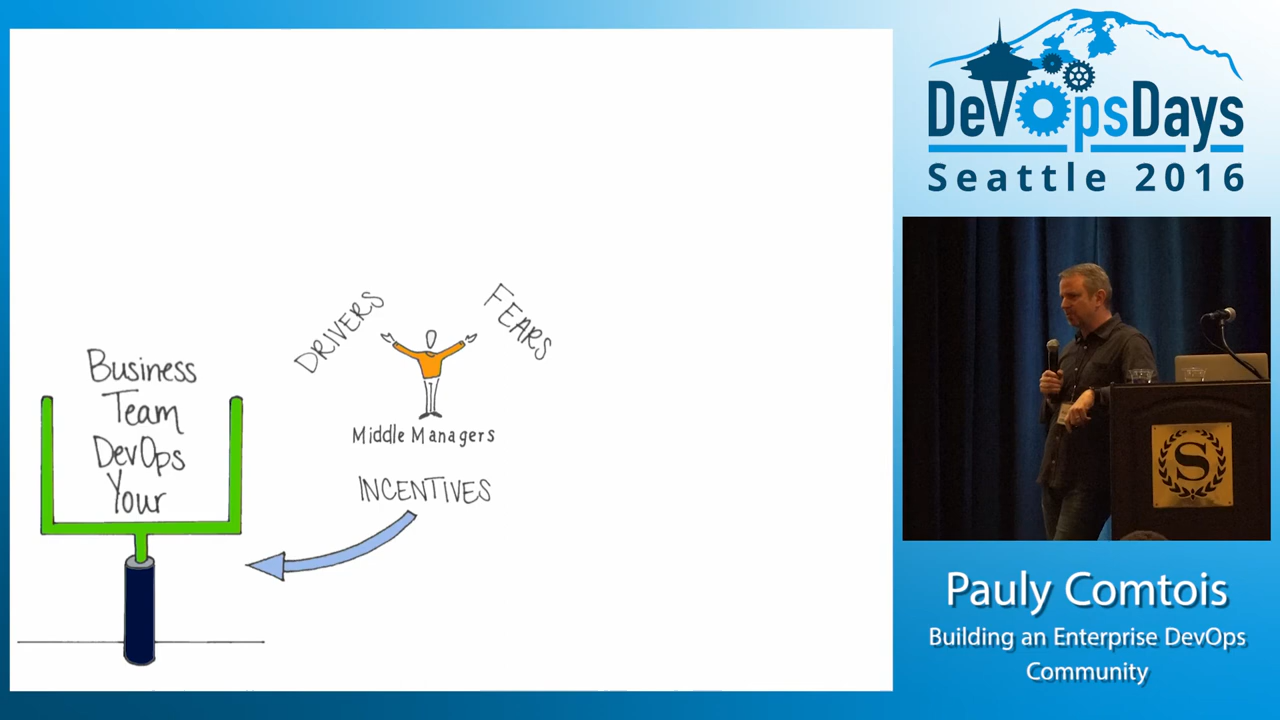 DRIVERS
FEARS
Middle Managers
INCENTIVES
Business
Team
DevOps
Your
DevOpsDays
Seattle 2016
S
Pauly Comtois
Building an Enterprise DevOps
Community